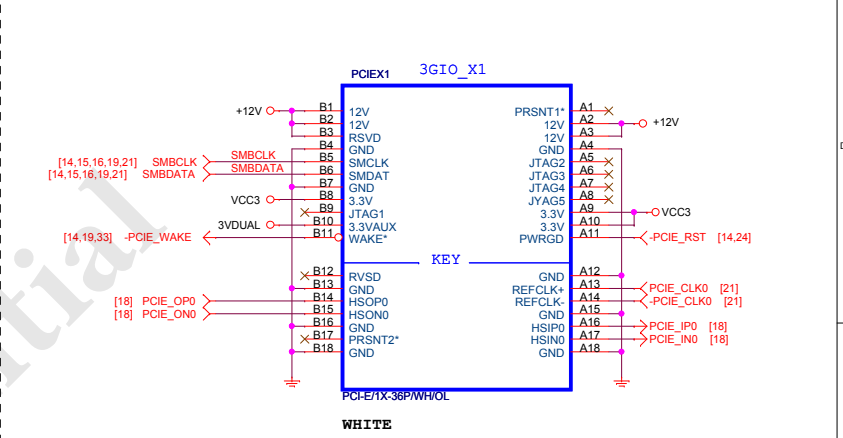 3GIO_X1
PCIEX1
+12V B1 12V PRSNT1* A1
B2 12V 12V A2 +12V
B3 RSVD 12V A3
B4 GND GND A4
[14,15,16,19,21] SMBCLK SMBCLK B5 SMCLK JTAG2 A5
[14,15,16,19,21] SMBDATA SMBDATA B6 SMDAT JTAG3 A6
B7 GND JTAG4 A7
VCC3 B8 3.3V JYAG5 A8
B9 JTAG1 3.3V A9 VCC3
3VDUAL B10 3.3VAUX 3.3V A10
[14,19,33] -PCIE_WAKE B11 WAKE* PWRGD A11 -PCIE_RST [14,24]
KEY
B12 RVSD GND A12
B13 GND REFCLK+ A13 PCIE_CLK0 [21]
[18] PCIE_OP0 B14 HSOP0 REFCLK- A14 -PCIE_CLK0 [21]
[18] PCIE_ON0 B15 HSON0 GND A15
B16 GND HSIP0 A16 PCIE_IP0 [18]
B17 PRSNT2* HSIN0 A17 PCIE_IN0 [18]
B18 GND GND A18
PCI-E/1X-36P/WH/OL
WHITE
ntial